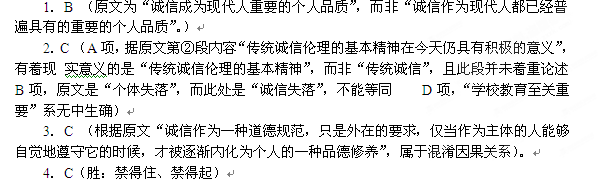 1. B （原文为“诚信成为现代人重要的个人品质”，而非“诚信作为现代人都已经普
遍具有的重要的个人品质”。）
2. C （A 项，据原文第②段内容“传统诚信伦理的基本精神在今天仍具有积极的意义”，
有着现 实意义的是“传统诚信伦理的基本精神”，而非“传统诚信”，且此段并未着重论述
B 项，原文是“个体失落”，而此处是“诚信失落”，不能等同 D 项，“学校教育至关重
要”系无中生确）
3. C （根据原文“诚信作为一种道德规范，只是外在的要求，仅当作为主体的人能够
自觉地遵守它的时候，才被逐渐内化为个人的一种品德修养”，属于混淆因果关系）。
4. C（胜：禁得住、禁得起）